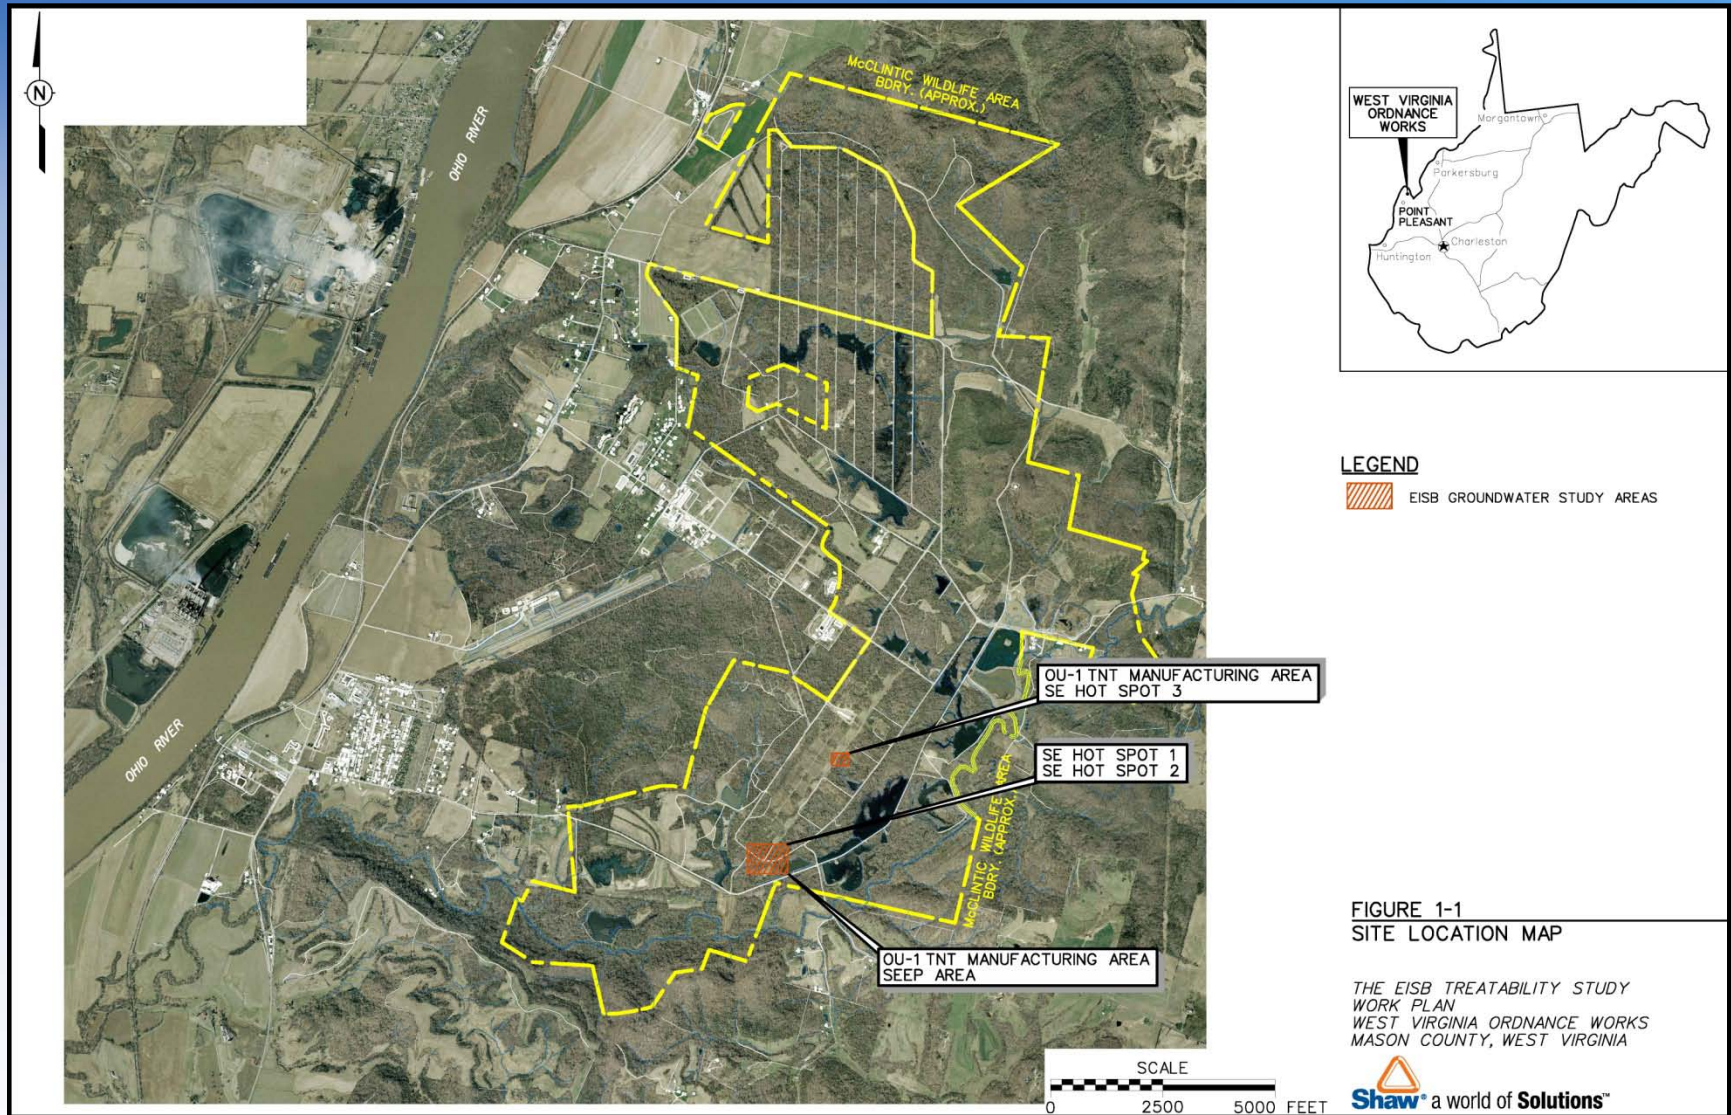 N
OHIO RIVER
OHIO RIVER
McCLINTIC WILDLIFE AREA
BDRY. (APPROX.)
OU-1 TNT MANUFACTURING AREA
SE HOT SPOT 3
SE HOT SPOT 1
SE HOT SPOT 2
McCLINTIC WILDLIFE AREA
BDRY. (APPROX.)
OU-1 TNT MANUFACTURING AREA
SEEP AREA
SCALE
0 2500 5000 FEET
WEST VIRGINIA
ORDNANCE
WORKS
Morgantown
Parkersburg
POINT
PLEASANT
Charleston
Huntington
LEGEND
EISB GROUNDWATER STUDY AREAS
FIGURE 1-1
SITE LOCATION MAP
THE EISB TREATABILITY STUDY
WORK PLAN
WEST VIRGINIA ORDNANCE WORKS
MASON COUNTY, WEST VIRGINIA
Shaw® a world of Solutions™